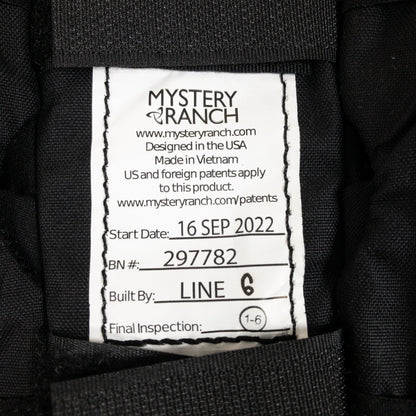 MYSTERY
RANCH
www.mysteryranch.com
Designed in the USA
Made in Vietnam
US and foreign patents apply
to this product.
www.mysteryranch.com/patents
Start Date: 16 SEP 2022
BN #: 297782
Built By: LINE 6
Final Inspection: 1-6